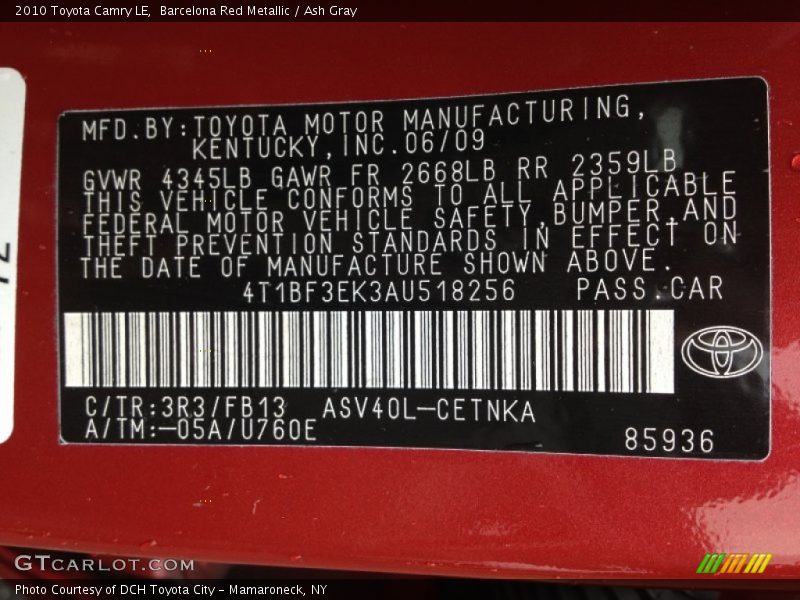 2010 Toyota Camry LE,  Barcelona Red Metallic / Ash Gray
MFD.BY:TOYOTA MOTOR MANUFACTURING,
KENTUCKY,INC.06/09
GVWR 4345LB GAWR FR 2668LB RR 2359LB
THIS VEHICLE CONFORMS TO ALL APPLICABLE
FEDERAL MOTOR VEHICLE SAFETY,BUMPER,AND
THEFT PREVENTION STANDARDS IN EFFECT ON
THE DATE OF MANUFACTURE SHOWN ABOVE.
4T1BF3EK3AU518256 PASS.CAR
C/TR:3R3/FB13 ASV40L-CETNKA
A/TM:-05A/U760E
85936
GTCARLOT.COM
Photo Courtesy of DCH Toyota City - Mamaroneck, NY